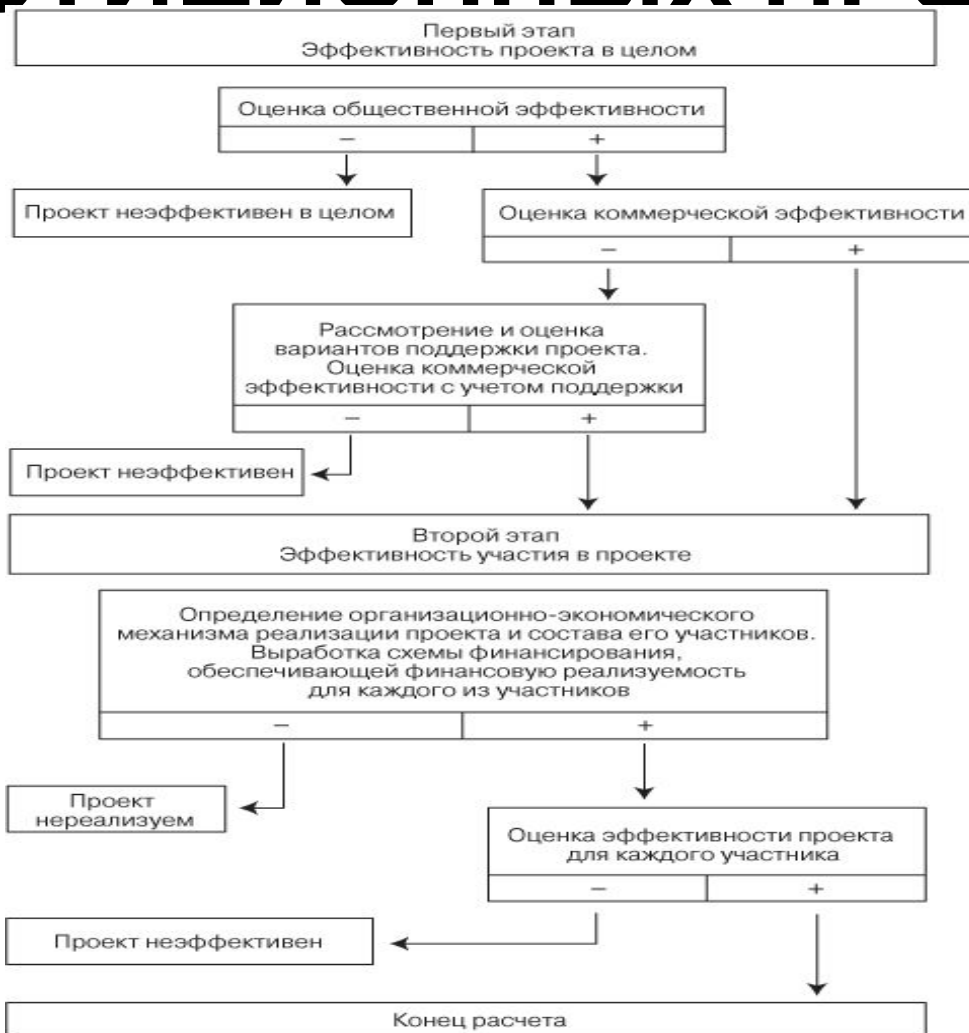 Первый этап
Эффективность проекта в целом
Оценка общественной эффективности
– +
Проект неэффективен в целом
Оценка коммерческой эффективности
– +
Рассмотрение и оценка
вариантов поддержки проекта.
Оценка коммерческой
эффективности с учетом поддержки
– +
Проект неэффективен
Второй этап
Эффективность участия в проекте
Определение организационно-экономического
механизма реализации проекта и состава его участников.
Выработка схемы финансирования,
обеспечивающей финансовую реализуемость
для каждого из участников
– +
Проект
нереализуем
Оценка эффективности проекта
для каждого участника
– +
Проект неэффективен
Конец расчета